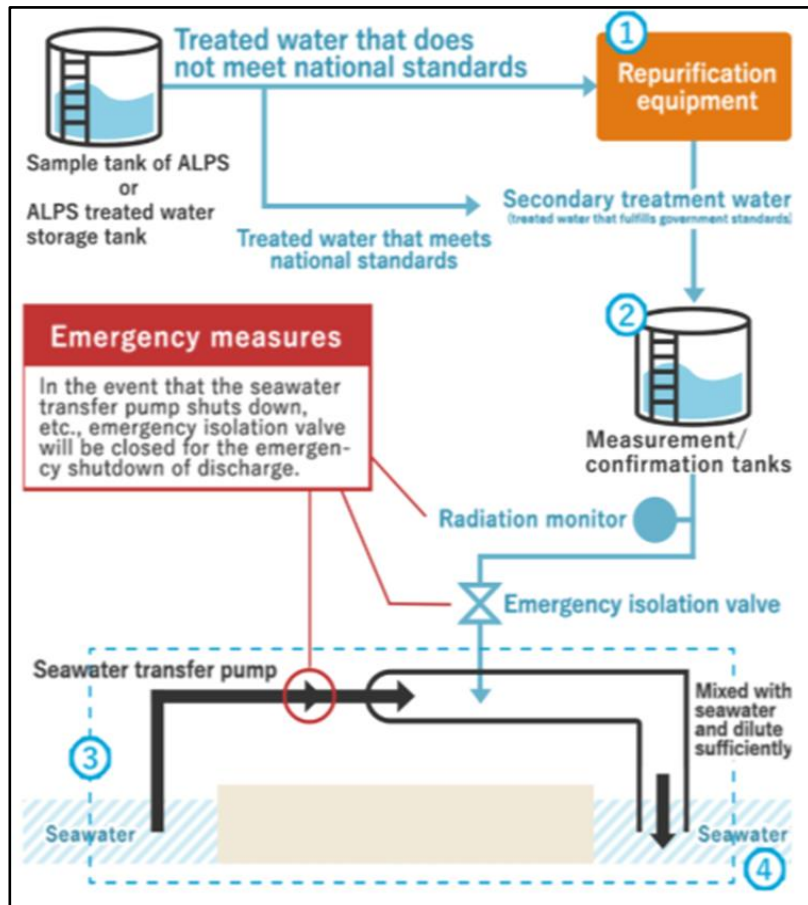 Treated water that does
not meet national standards
1
Repurification
equipment
Sample tank of ALPS
or
ALPS treated water
storage tank
Secondary treatment water
(treated water that fulfills government standards)
Treated water that meets
national standards
Emergency measures
In the event that the seawater
transfer pump shuts down,
etc., emergency isolation valve
will be closed for the emergen-
cy shutdown of discharge.
2
Measurement/
confirmation tanks
Radiation monitor
Emergency isolation valve
Seawater transfer pump
Mixed with
seawater
and dilute
sufficiently
3
Seawater
Seawater
4